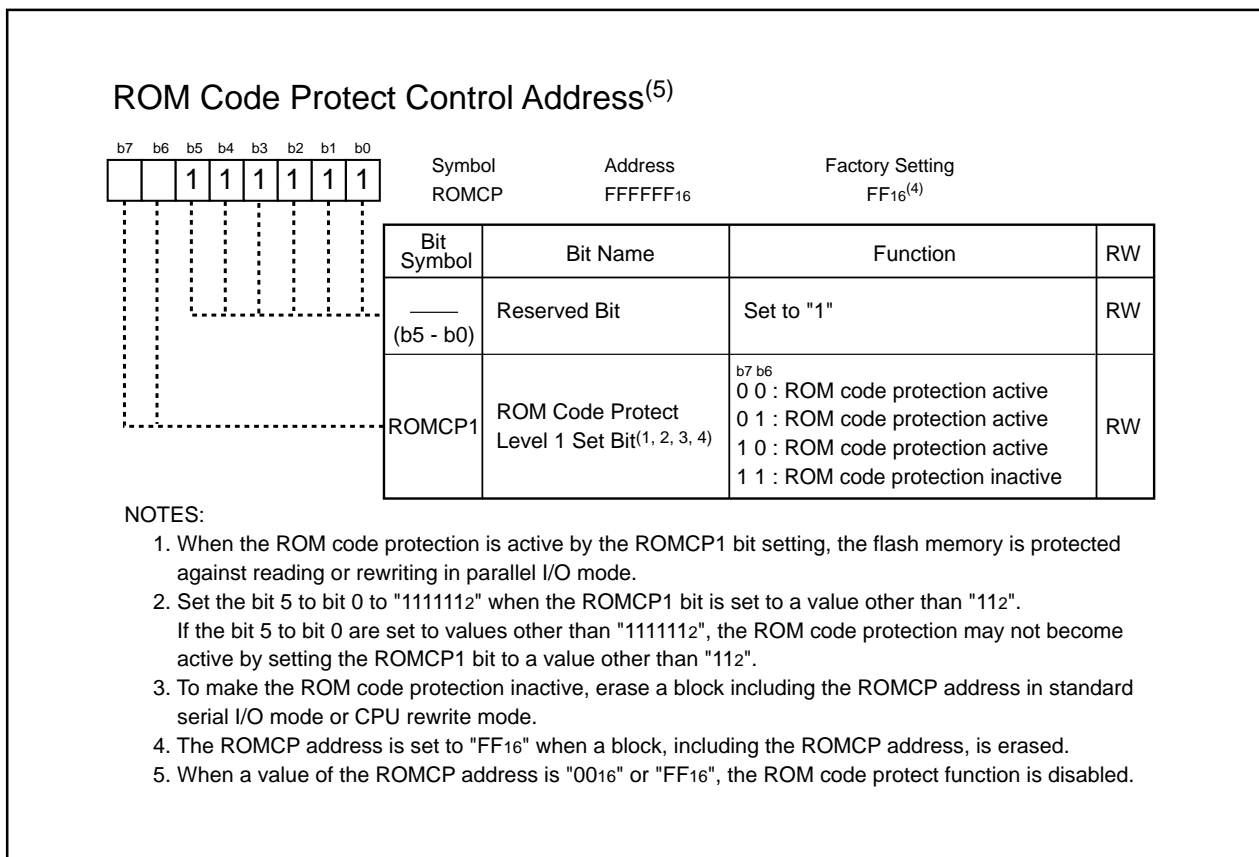 ROM Code Protect Control Address(5)
b7 b6 b5 b4 b3 b2 b1 b0
1 1 1 1 1 1
Symbol Address Factory Setting
ROMCP FFFFFF16 FF16(4)
Bit Symbol Bit Name Function RW
(b5 - b0) Reserved Bit Set to "1" RW
ROMCP1 ROM Code Protect Level 1 Set Bit(1, 2, 3, 4) RW
b7 b6
0 0 : ROM code protection active
0 1 : ROM code protection active
1 0 : ROM code protection active
1 1 : ROM code protection inactive
NOTES:
1. When the ROM code protection is active by the ROMCP1 bit setting, the flash memory is protected
against reading or rewriting in parallel I/O mode.
2. Set the bit 5 to bit 0 to "1111112" when the ROMCP1 bit is set to a value other than "112".
If the bit 5 to bit 0 are set to values other than "1111112", the ROM code protection may not become
active by setting the ROMCP1 bit to a value other than "112".
3. To make the ROM code protection inactive, erase a block including the ROMCP address in standard
serial I/O mode or CPU rewrite mode.
4. The ROMCP address is set to "FF16" when a block, including the ROMCP address, is erased.
5. When a value of the ROMCP address is "0016" or "FF16", the ROM code protect function is disabled.